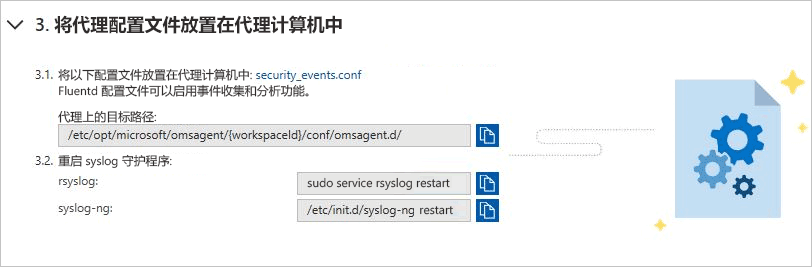 3. 将代理配置文件放置在代理计算机中
3.1. 将以下配置文件放置在代理计算机中: security_events.conf
Fluentd 配置文件可以启用事件收集和分析功能。
代理上的目标路径:
/etc/opt/microsoft/omsagent/{workspaceId}/conf/omsagent.d/
3.2. 重启 syslog 守护程序:
rsyslog: sudo service rsyslog restart
syslog-ng: /etc/init.d/syslog-ng restart